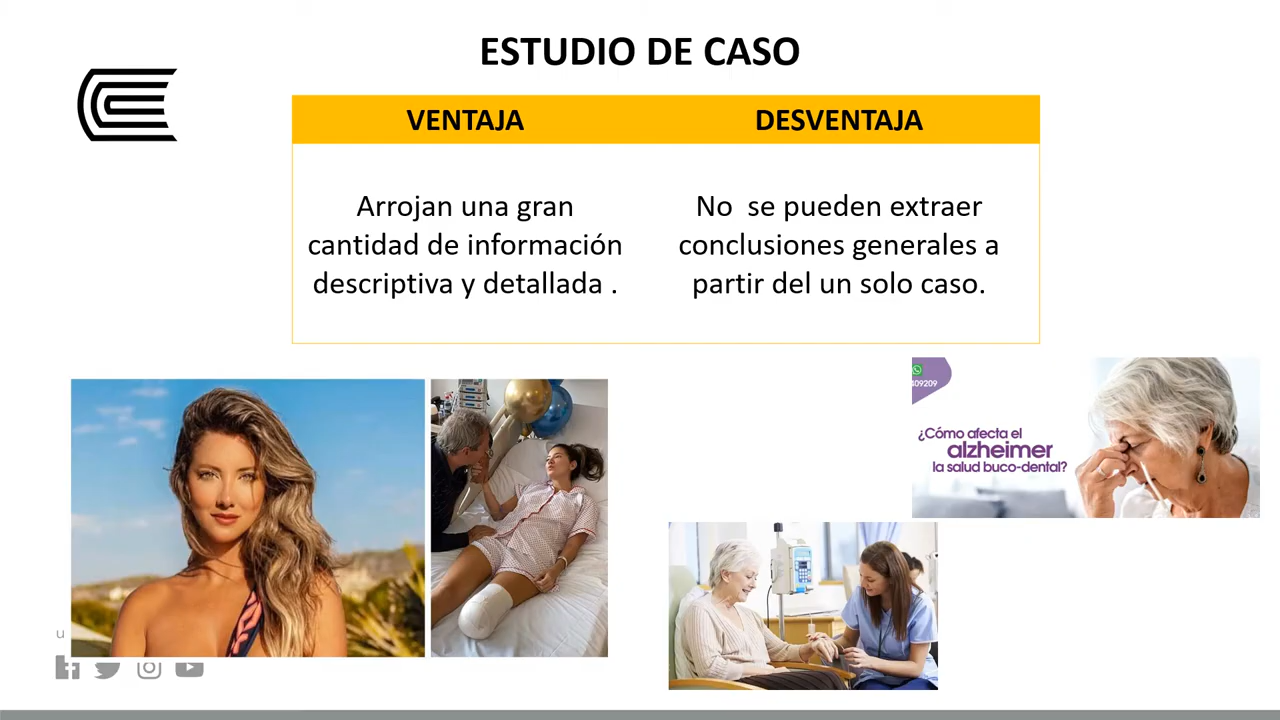 ESTUDIO DE CASO
VENTAJA
DESVENTAJA
Arrojan una gran
cantidad de información
descriptiva y detallada .
No  se pueden extraer
conclusiones generales a
partir del un solo caso.
409209
¿Cómo afecta el
alzheimer
la salud buco-dental?
u